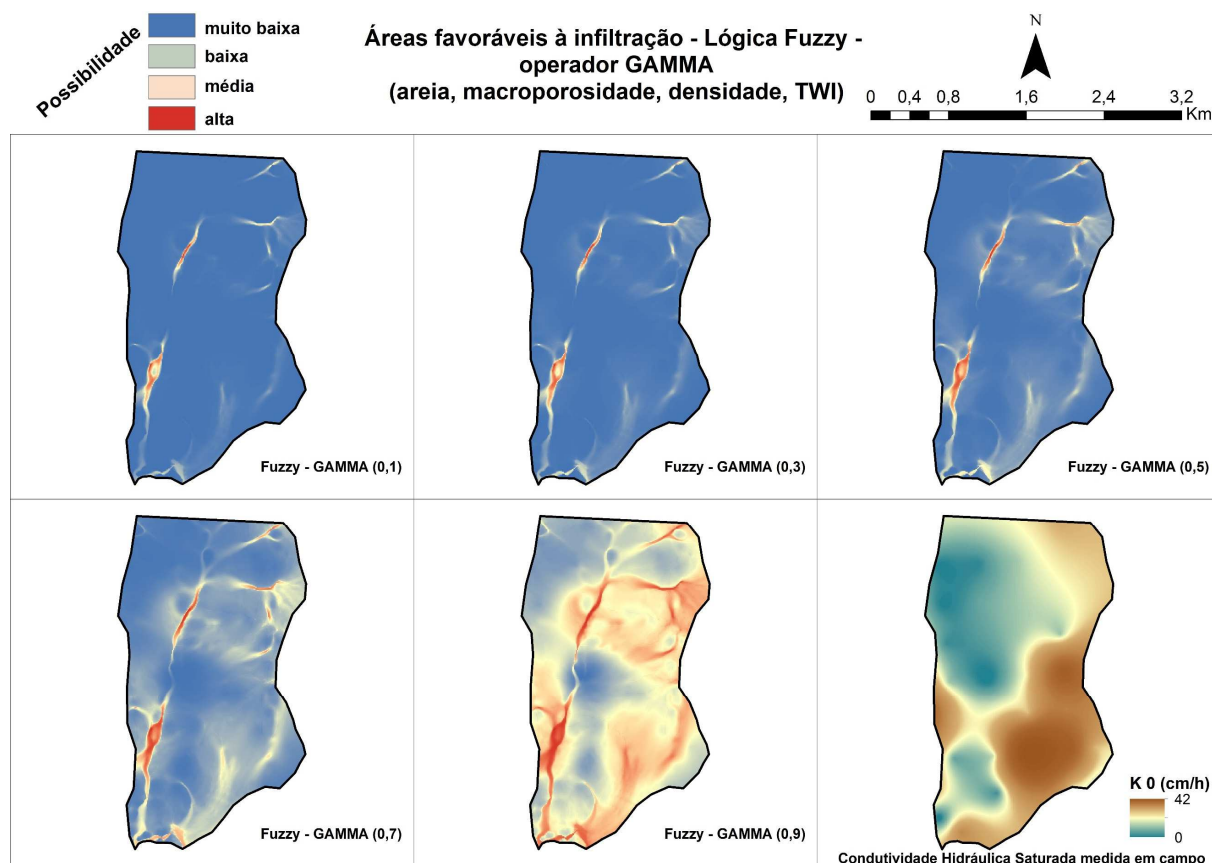 Possibilidade
muito baixa
baixa
média
alta
Áreas favoráveis à infiltração - Lógica Fuzzy -
operador GAMMA
(areia, macroporosidade, densidade, TWI)
N
0 0,4 0,8 1,6 2,4 3,2
Km
Fuzzy - GAMMA (0,1)
Fuzzy - GAMMA (0,3)
Fuzzy - GAMMA (0,5)
Fuzzy - GAMMA (0,7)
Fuzzy - GAMMA (0,9)
K 0 (cm/h)
42
0
Condutividade Hidráulica Saturada medida em campo